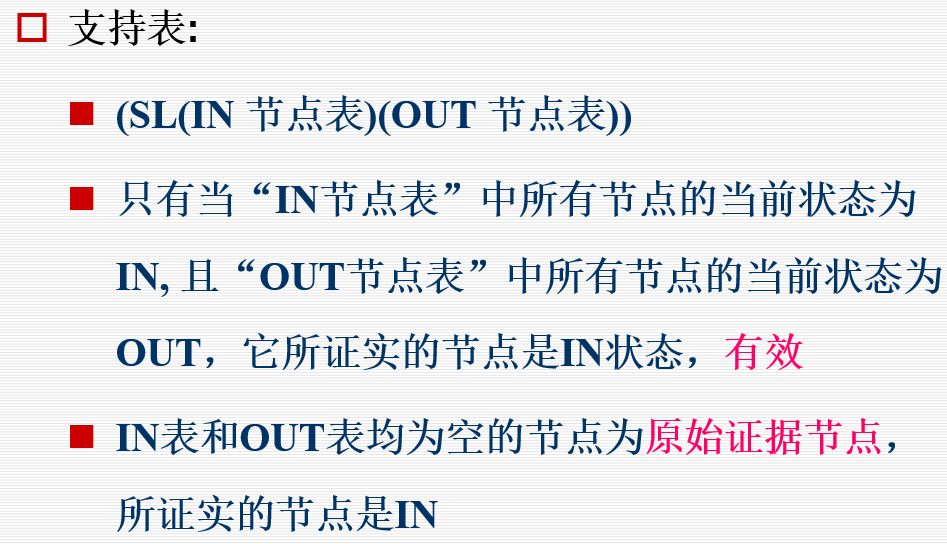 支持表:
(SL(IN 节点表)(OUT 节点表))
只有当“IN节点表”中所有节点的当前状态为
IN, 且“OUT节点表”中所有节点的当前状态为
OUT，它所证实的节点是IN状态，有效
IN表和OUT表均为空的节点为原始证据节点，
所证实的节点是IN